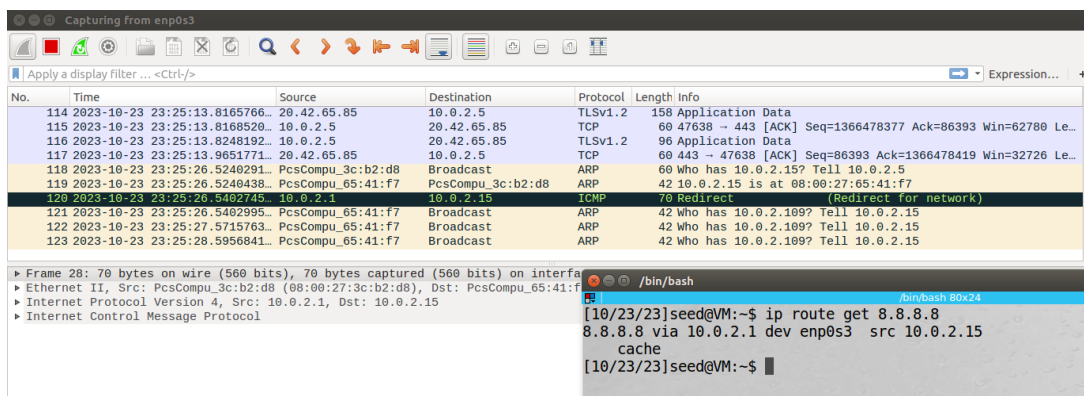 Capturing from enp0s3
Apply a display filter … <Ctrl-/>
Expression…
+
No. Time Source Destination Protocol Length Info
114 2023-10-23 23:25:13.8165766… 20.42.65.85 10.0.2.5 TLSv1.2 158 Application Data
115 2023-10-23 23:25:13.8168520… 10.0.2.5 20.42.65.85 TCP 60 47638 → 443 [ACK] Seq=1366478377 Ack=86393 Win=62780 Le…
116 2023-10-23 23:25:13.8248192… 10.0.2.5 20.42.65.85 TLSv1.2 96 Application Data
117 2023-10-23 23:25:13.9651771… 20.42.65.85 10.0.2.5 TCP 60 443 → 47638 [ACK] Seq=86393 Ack=1366478419 Win=32726 Le…
118 2023-10-23 23:25:26.5240291… PcsCompu_3c:b2:d8 Broadcast ARP 60 Who has 10.0.2.15? Tell 10.0.2.5
119 2023-10-23 23:25:26.5240438… PcsCompu_65:41:f7 PcsCompu_3c:b2:d8 ARP 42 10.0.2.15 is at 08:00:27:65:41:f7
120 2023-10-23 23:25:26.5402745… 10.0.2.1 10.0.2.15 ICMP 70 Redirect (Redirect for network)
121 2023-10-23 23:25:26.5402995… PcsCompu_65:41:f7 Broadcast ARP 42 Who has 10.0.2.109? Tell 10.0.2.15
122 2023-10-23 23:25:27.5715763… PcsCompu_65:41:f7 Broadcast ARP 42 Who has 10.0.2.109? Tell 10.0.2.15
123 2023-10-23 23:25:28.5956841… PcsCompu_65:41:f7 Broadcast ARP 42 Who has 10.0.2.109? Tell 10.0.2.15
Frame 28: 70 bytes on wire (560 bits), 70 bytes captured (560 bits) on interfa
Ethernet II, Src: PcsCompu_3c:b2:d8 (08:00:27:3c:b2:d8), Dst: PcsCompu_65:41:f
Internet Protocol Version 4, Src: 10.0.2.1, Dst: 10.0.2.15
Internet Control Message Protocol
/bin/bash
/bin/bash 80x24
[10/23/23]seed@VM:~$ ip route get 8.8.8.8
8.8.8.8 via 10.0.2.1 dev enp0s3 src 10.0.2.15
cache
[10/23/23]seed@VM:~$